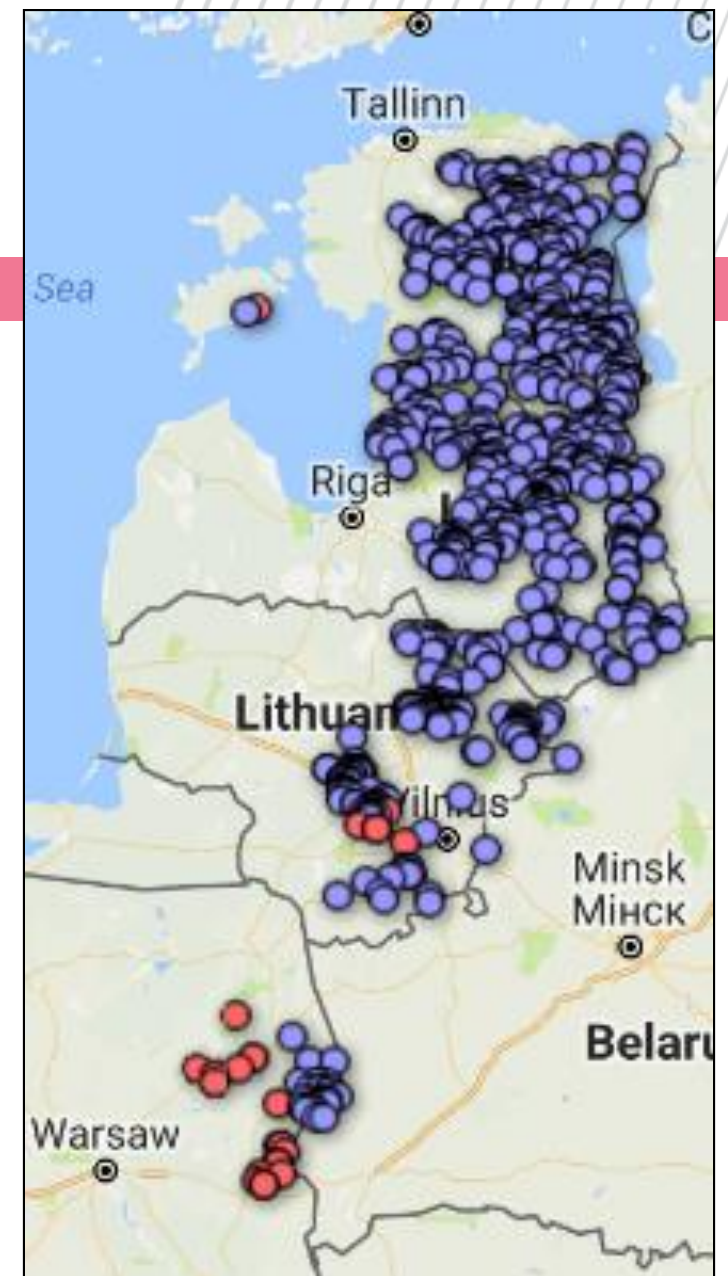 C
Tallinn
Sea
Riga
L
Lithuan
Vilnius
Minsk
Мінск
Belaru
Warsaw